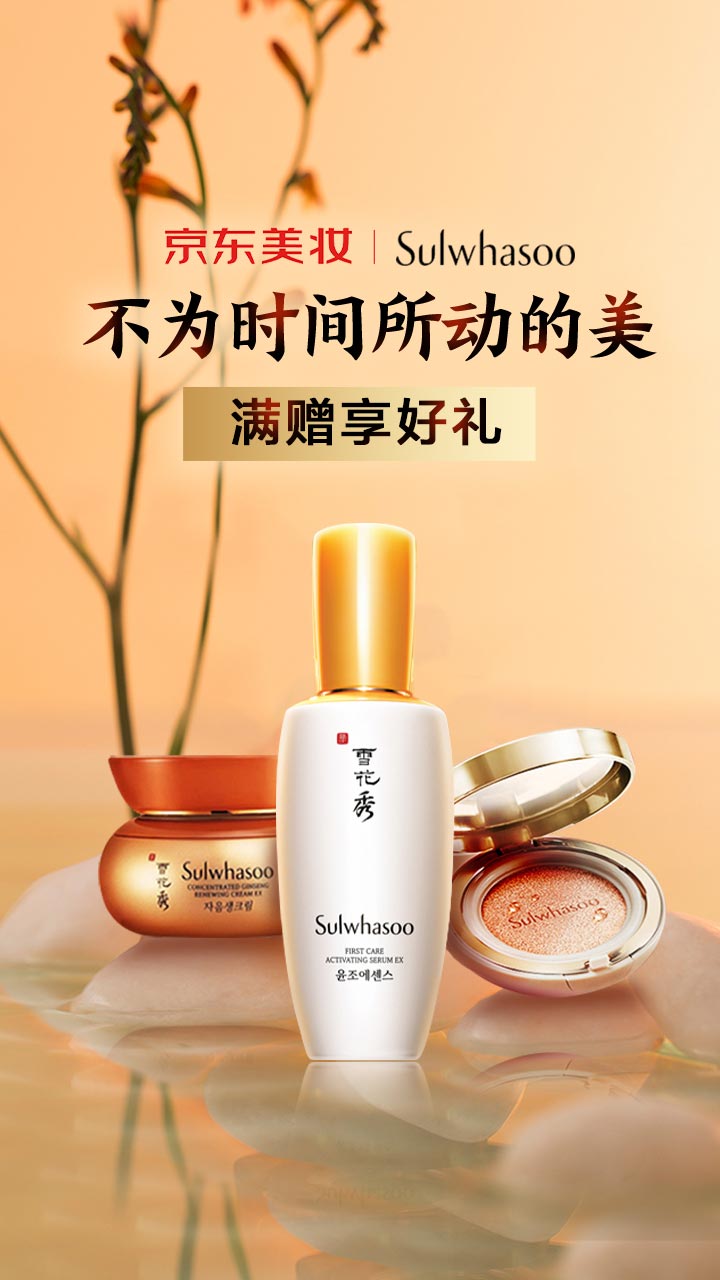 京东美妆 | Sulwhasoo
不为时间所动的美
满赠享好礼
雪花秀
Sulwhasoo
CONCENTRATED GINSENG
RENEWING CREAM EX
자음생크림
雪花秀
Sulwhasoo
FIRST CARE
ACTIVATING SERUM EX
윤조에센스
Sulwhasoo